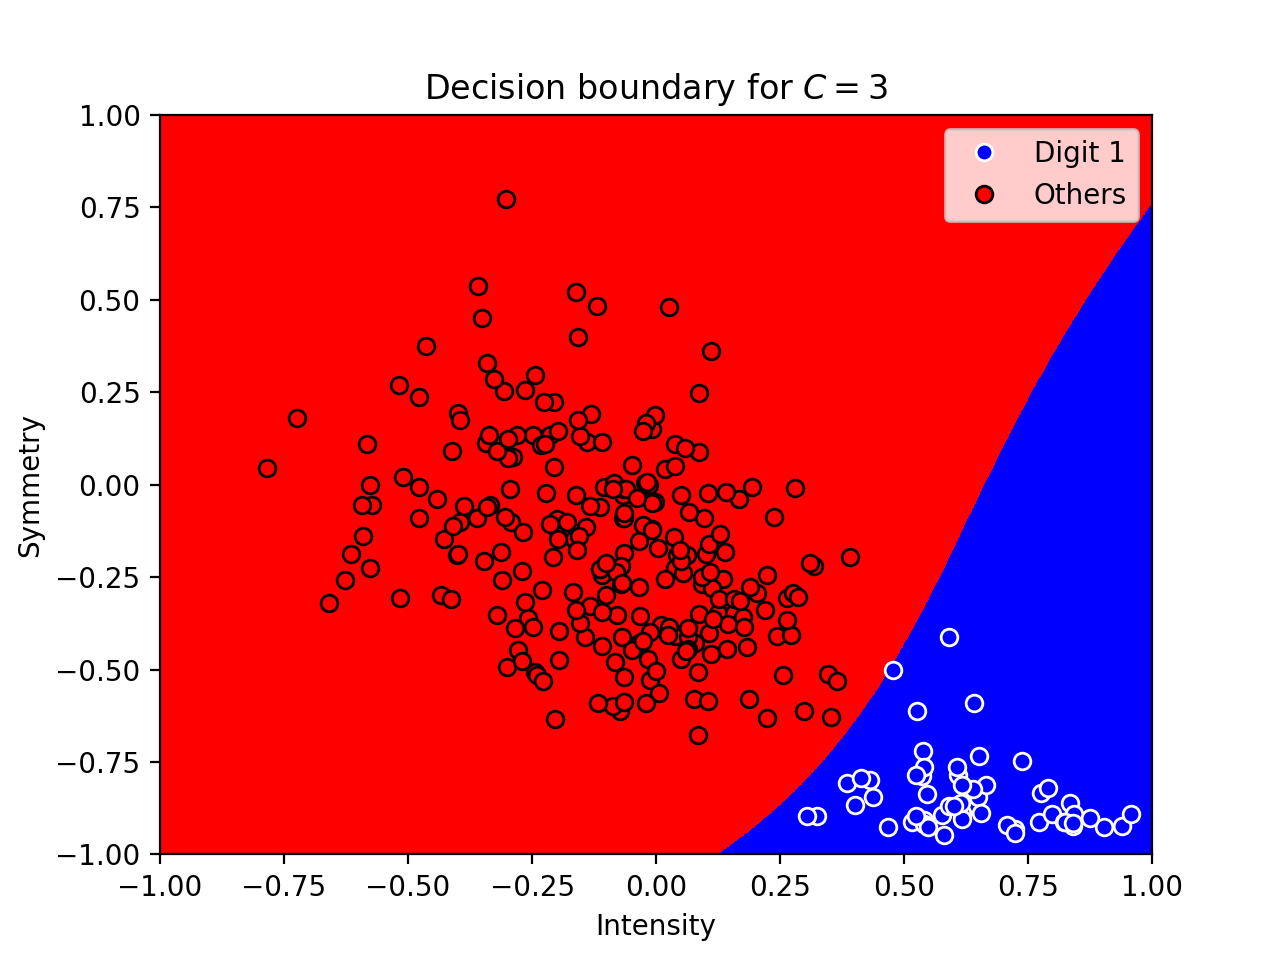 Decision boundary for C = 3
Digit 1
Others
1.00
0.75
0.50
0.25
0.00
−0.25
−0.50
−0.75
−1.00
Symmetry
−1.00 −0.75 −0.50 −0.25 0.00 0.25 0.50 0.75 1.00
Intensity